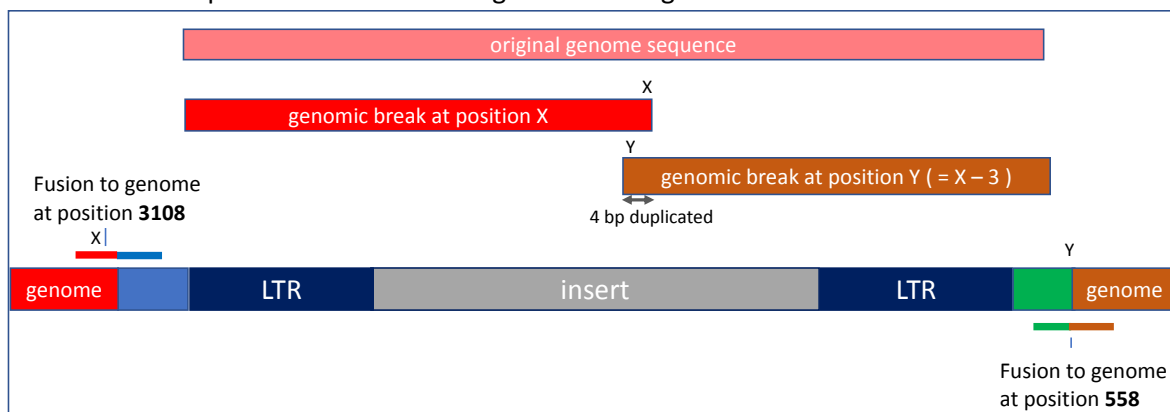 original genome sequence
X
genomic break at position X
Y
genomic break at position Y ( = X – 3 )
4 bp duplicated
Fusion to genome
at position 3108
X
Y
genome
LTR
insert
LTR
genome
Fusion to genome
at position 558